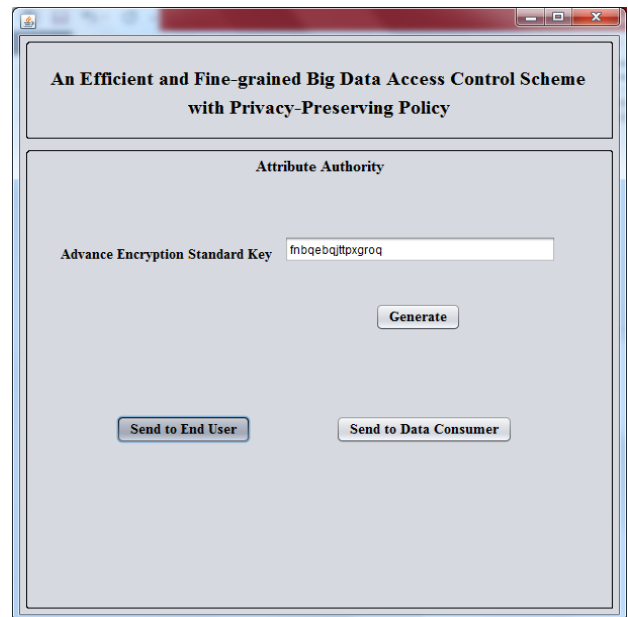 An Efficient and Fine-grained Big Data Access Control Scheme
with Privacy-Preserving Policy
Attribute Authority
Advance Encryption Standard Key fnbqebqjttpxgroq
Generate
Send to End User Send to Data Consumer